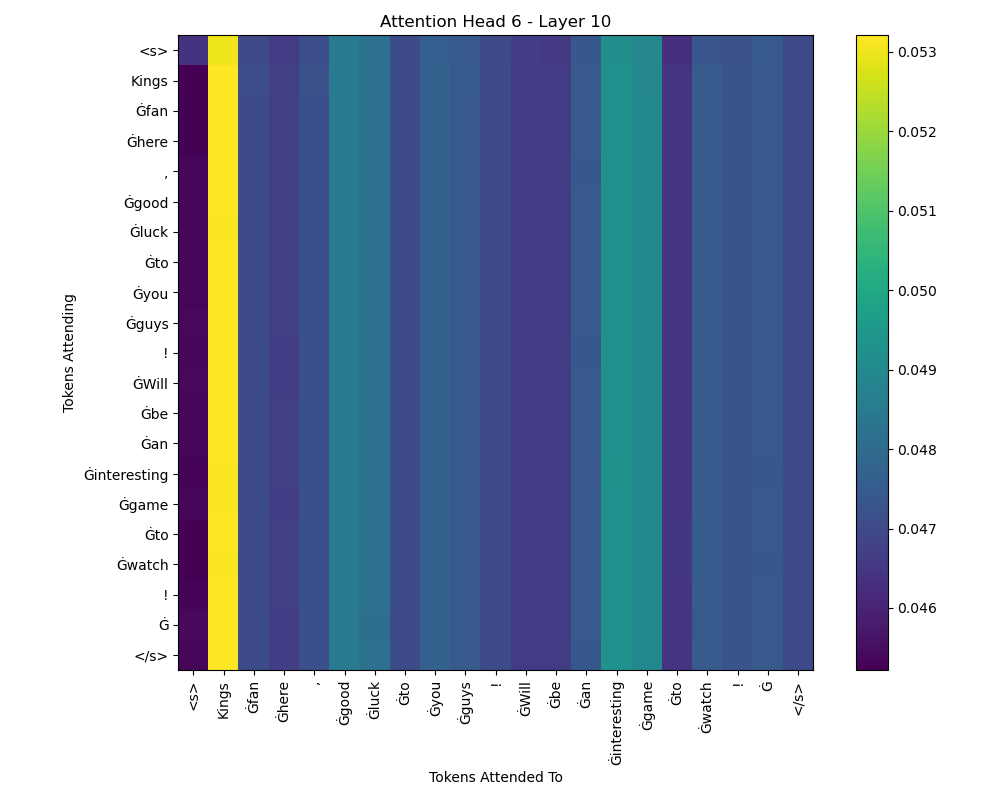 Attention Head 6 - Layer 10
<s>
Kings
Ġfan
Ġhere
,
Ġgood
Ġluck
Ġto
Ġyou
Ġguys
!
ĠWill
Ġbe
Ġan
Ġinteresting
Ġgame
Ġto
Ġwatch
!
Ġ
</s>
Tokens Attending
<s>
Kings
Ġfan
Ġhere
,
Ġgood
Ġluck
Ġto
Ġyou
Ġguys
!
ĠWill
Ġbe
Ġan
Ġinteresting
Ġgame
Ġto
Ġwatch
!
Ġ
</s>
Tokens Attended To
0.053
0.052
0.051
0.050
0.049
0.048
0.047
0.046